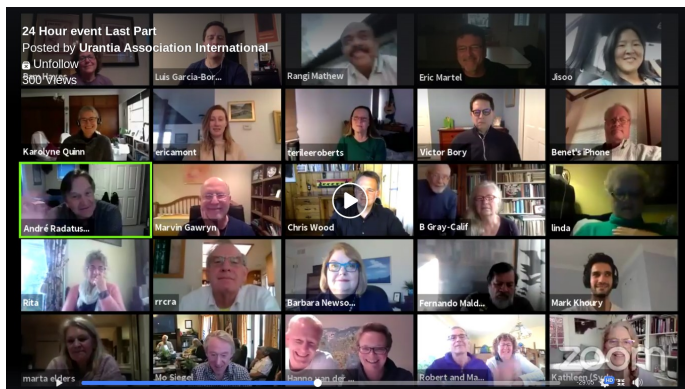 24 Hour event Last Part
Posted by Urantia Association International
Unfollow
300 Views
Luis Garcia-Bor...
Rangi Mathew
Eric Martel
Jisoo
Karolyne Quinn
ericamont
terileeroberts
Victor Bory
Benet's iPhone
André Radatus...
Marvin Gawryn
Chris Wood
B Gray-Calif
linda
Rita
rrcra
Barbara Newso...
Fernando Mald...
Mark Khoury
marta elders
Mo Siegel
Hanno van der ...
Robert and Ma...
Kathleen (Swa
zoom
HD